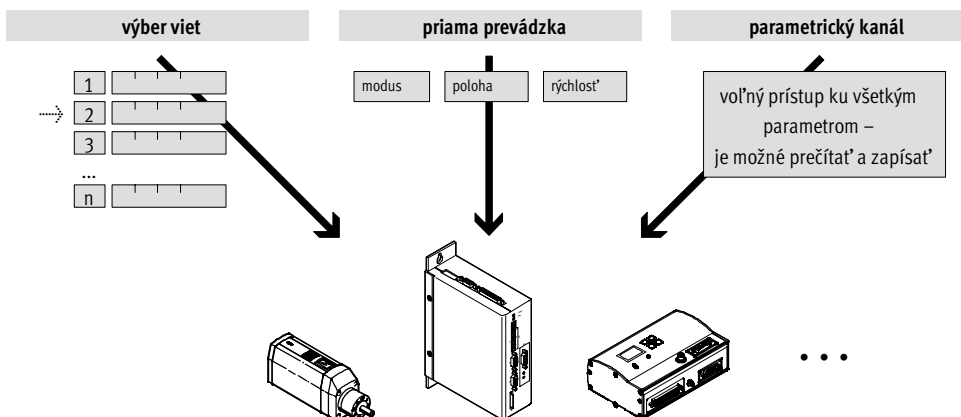 výber viet
priama prevádzka
parametrický kanál
1
2
3
...
n
modus
poloha
rýchlosť
voľný prístup ku všetkým
parametrom –
je možné prečítať a zapísať
...